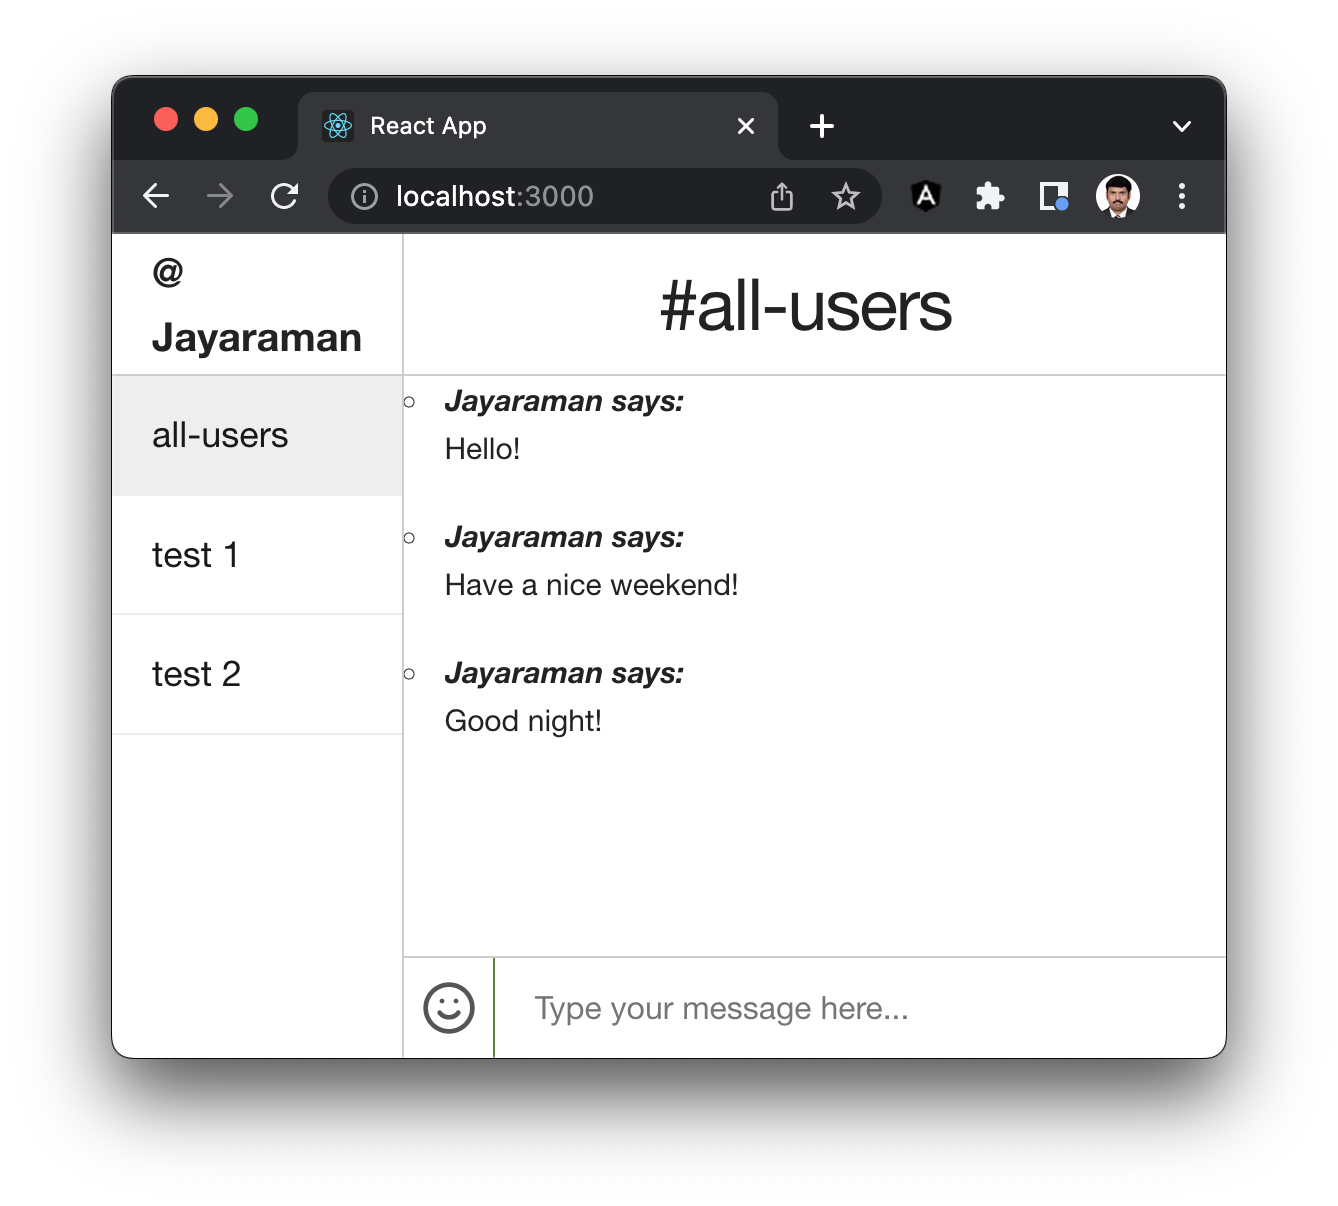 React App
localhost:3000
@
Jayaraman
#all-users
all-users
test 1
test 2
Jayaraman says:
Hello!
Jayaraman says:
Have a nice weekend!
Jayaraman says:
Good night!
Type your message here...